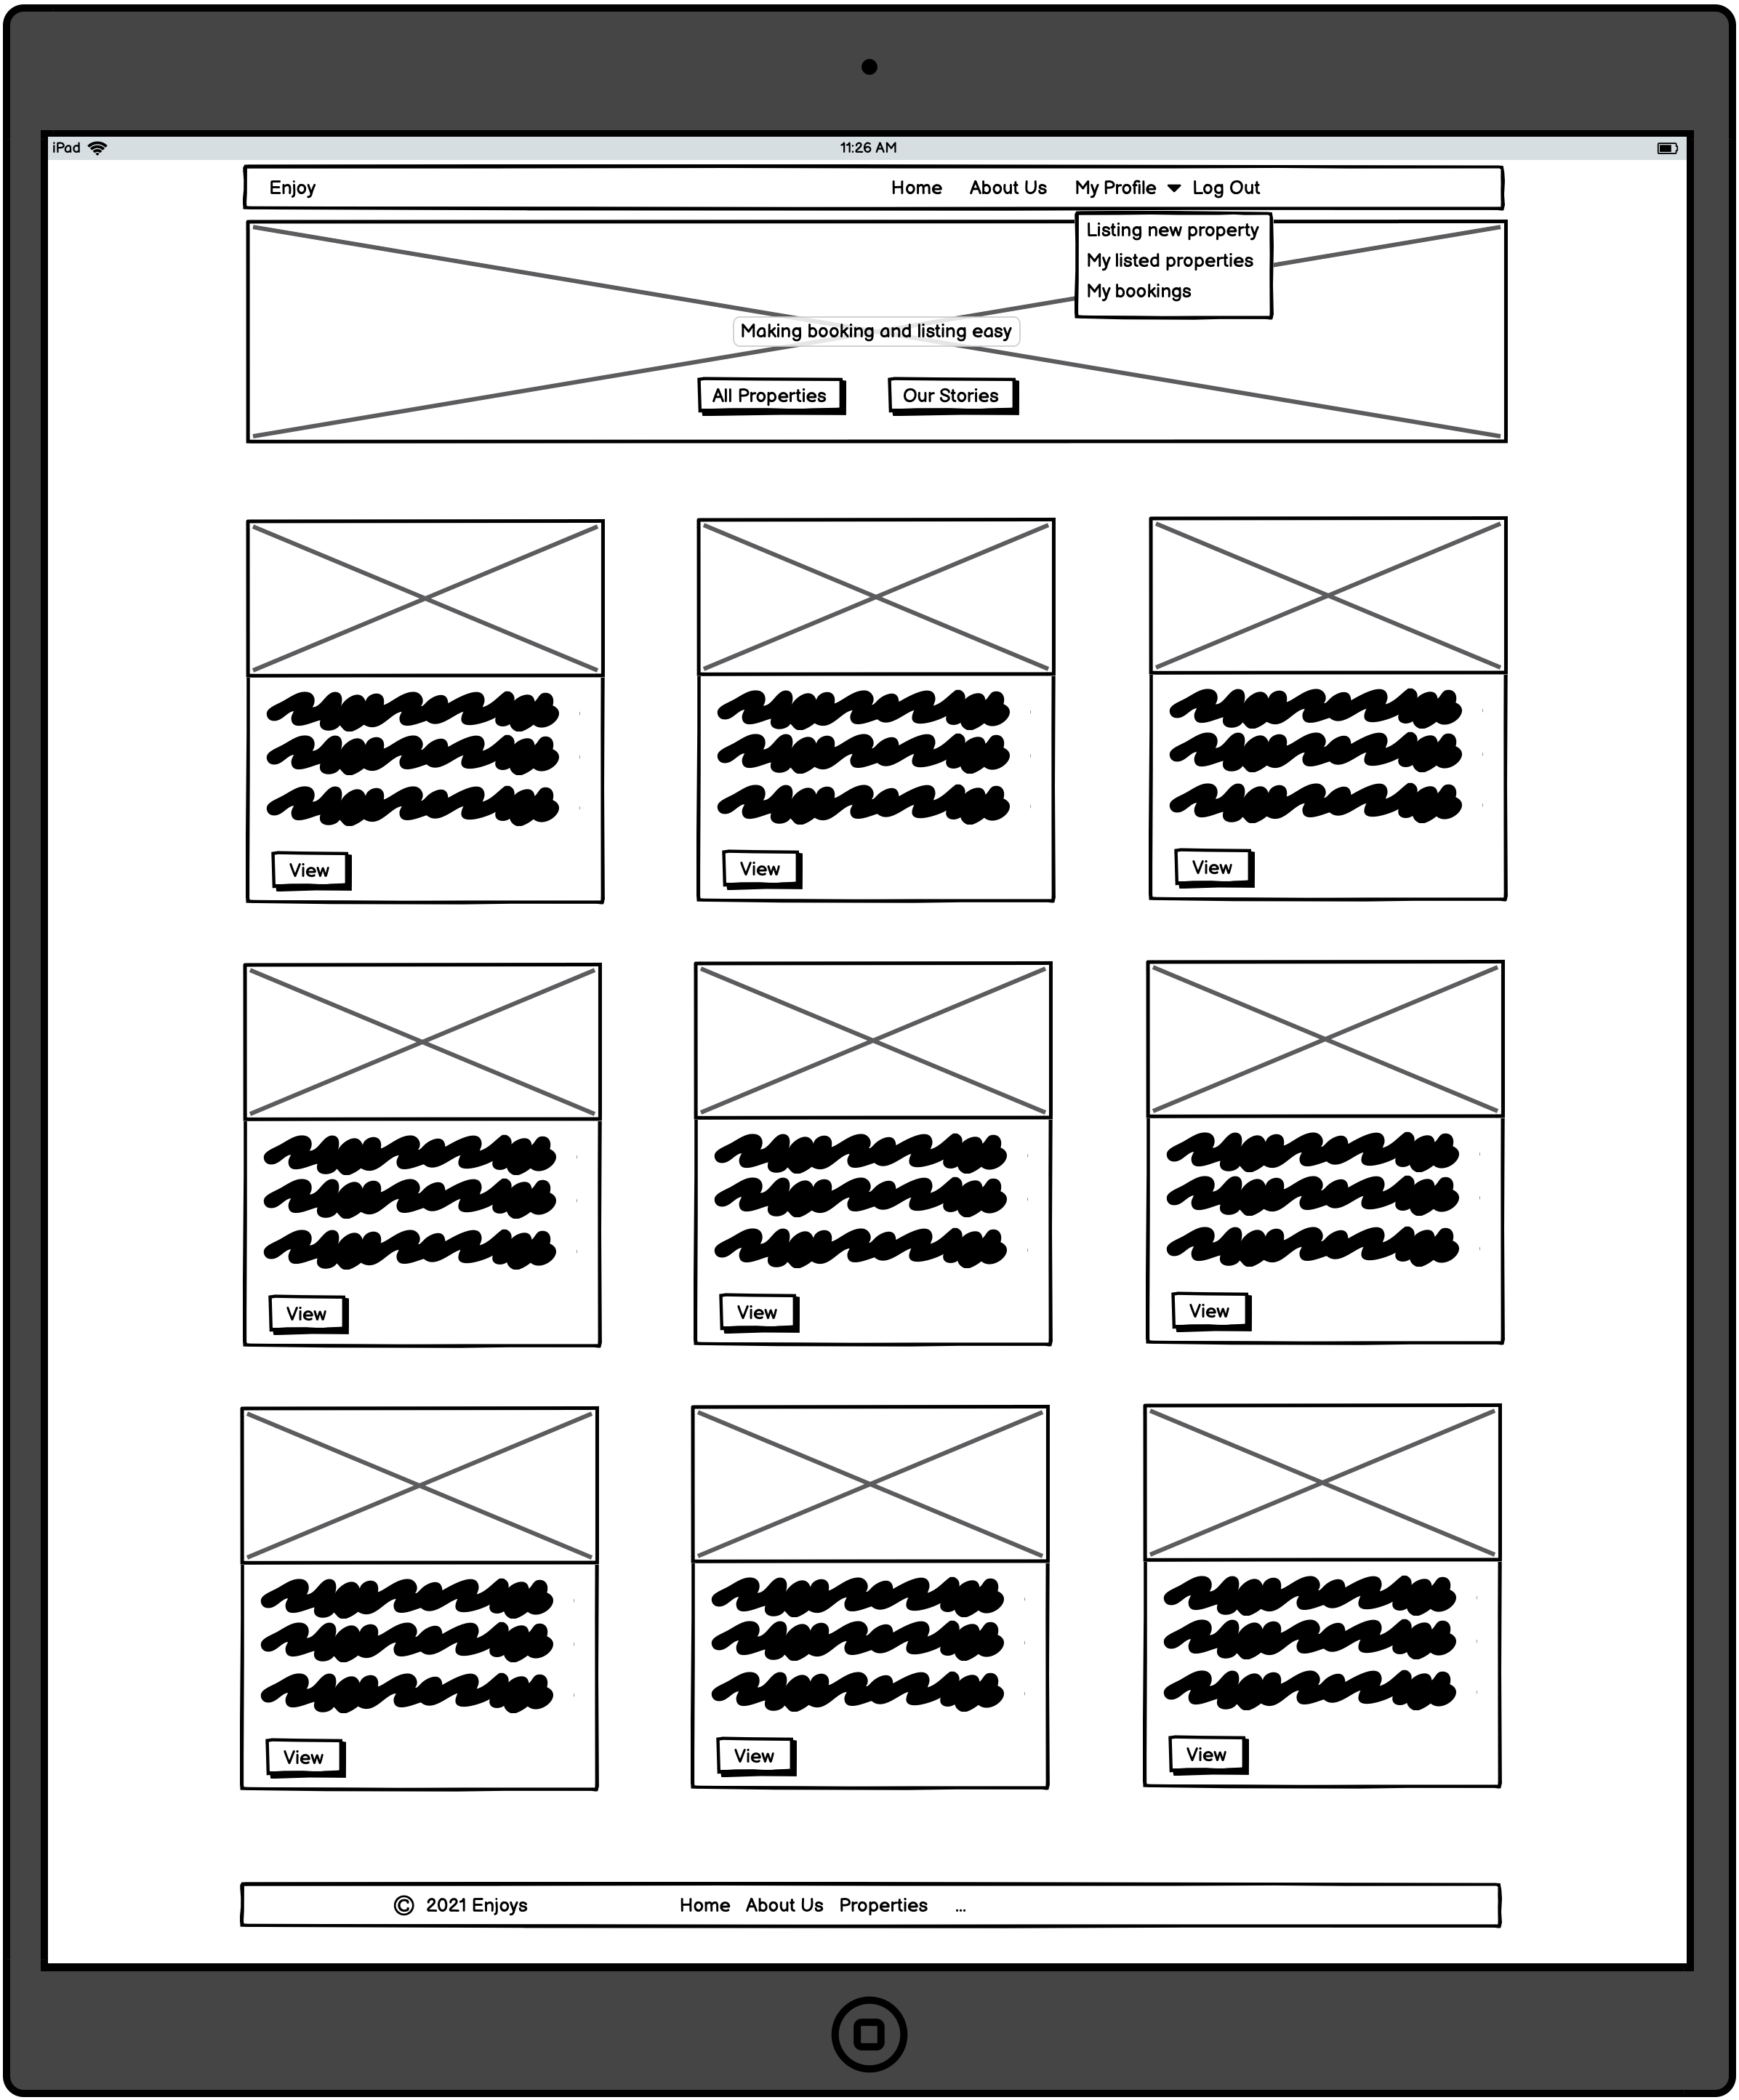 iPad 11:26 AM
Enjoy Home About Us My Profile Log Out
Listing new property
My listed properties
My bookings
Making booking and listing easy
All Properties Our Stories
View View View
View View View
View View View
© 2021 Enjoys Home About Us Properties ...